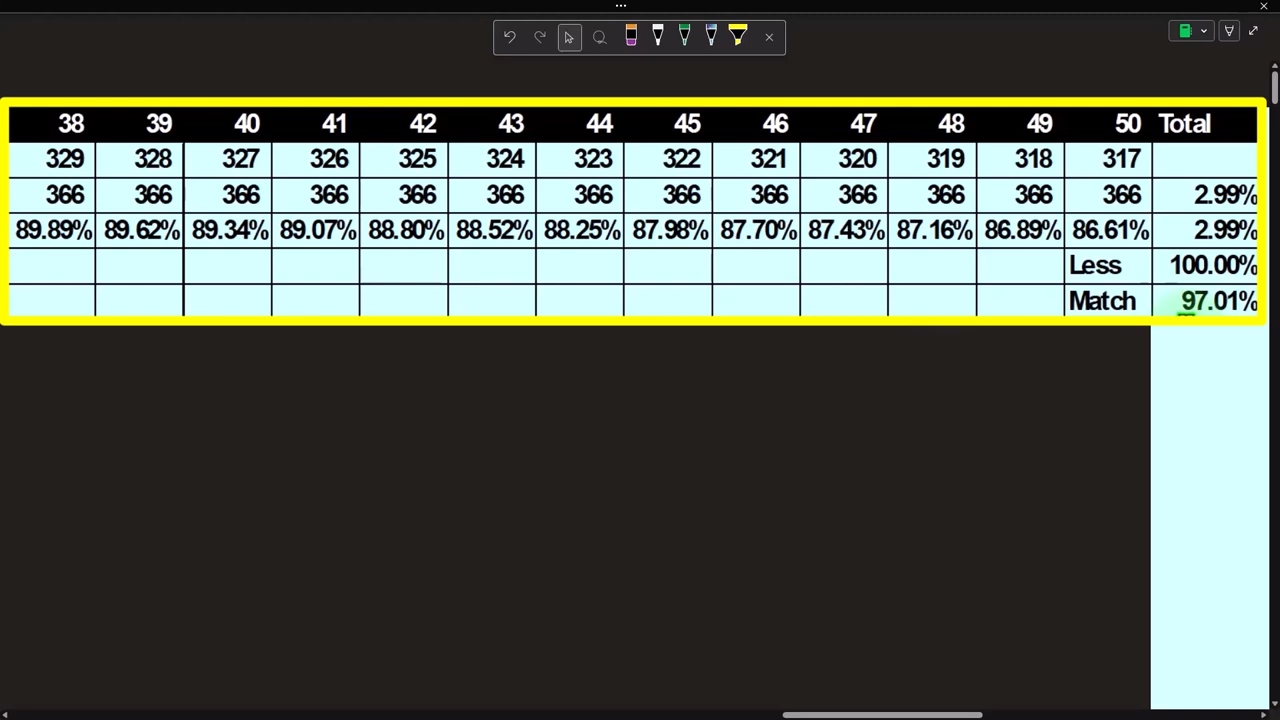 38 39 40 41 42 43 44 45 46 47 48 49 50 Total
329 328 327 326 325 324 323 322 321 320 319 318 317
366 366 366 366 366 366 366 366 366 366 366 366 366 2.99%
89.89% 89.62% 89.34% 89.07% 88.80% 88.52% 88.25% 87.98% 87.70% 87.43% 87.16% 86.89% 86.61% 2.99%
Less 100.00%
Match 97.01%